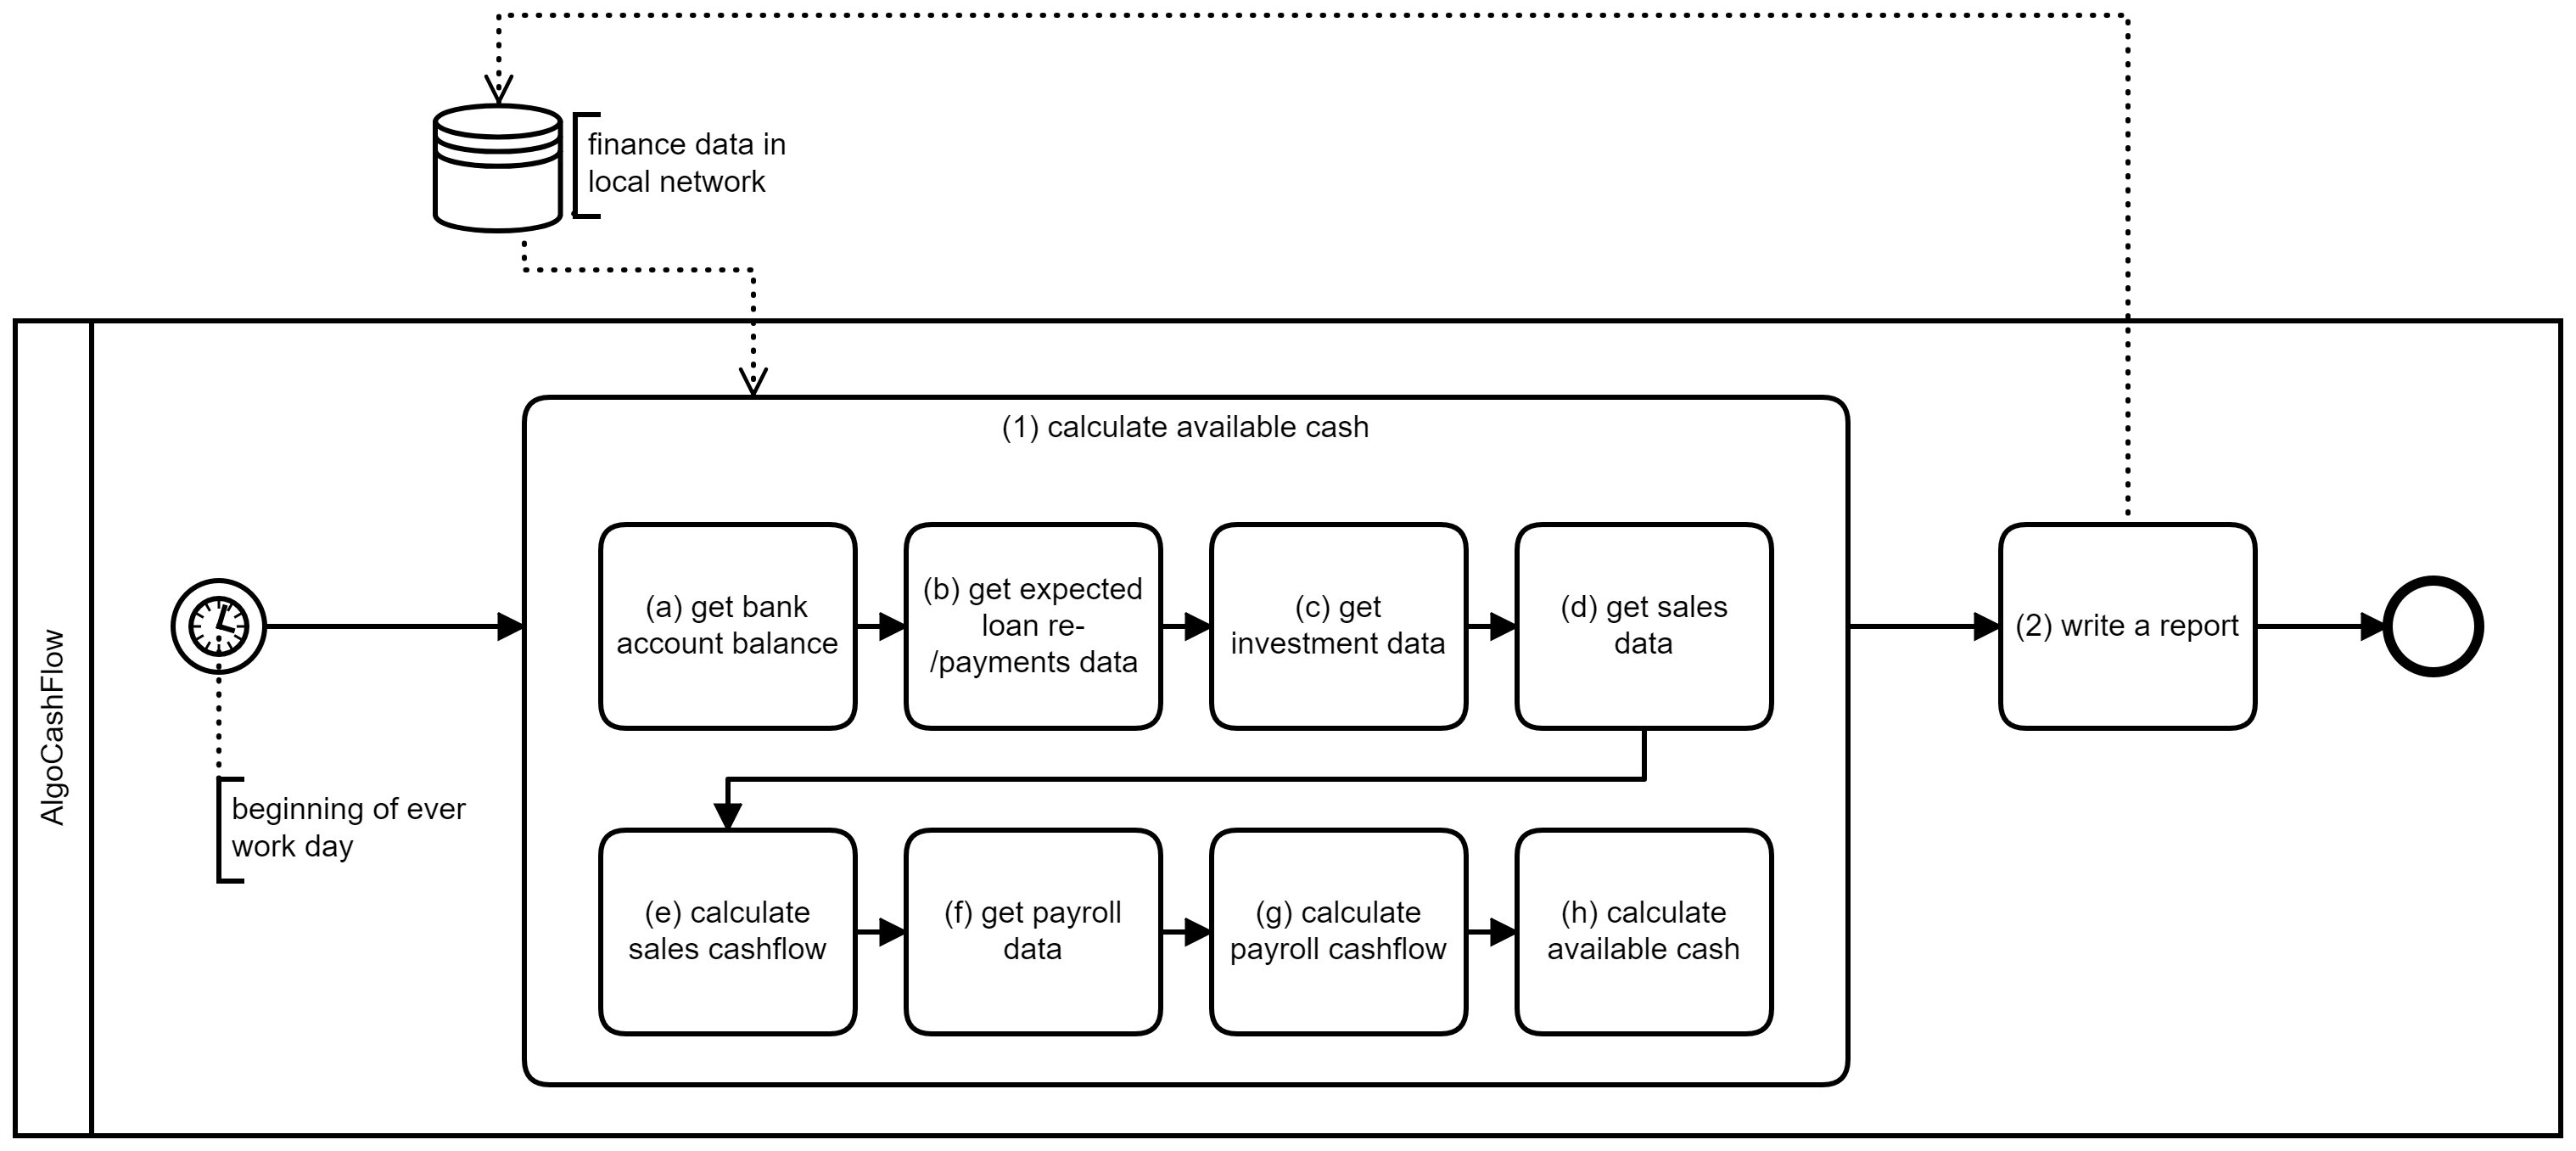 finance data in
local network
AlgoCashFlow
beginning of ever
work day
(1) calculate available cash
(a) get bank
account balance
(b) get expected
loan re-
/payments data
(c) get
investment data
(d) get sales
data
(e) calculate
sales cashflow
(f) get payroll
data
(g) calculate
payroll cashflow
(h) calculate
available cash
(2) write a report